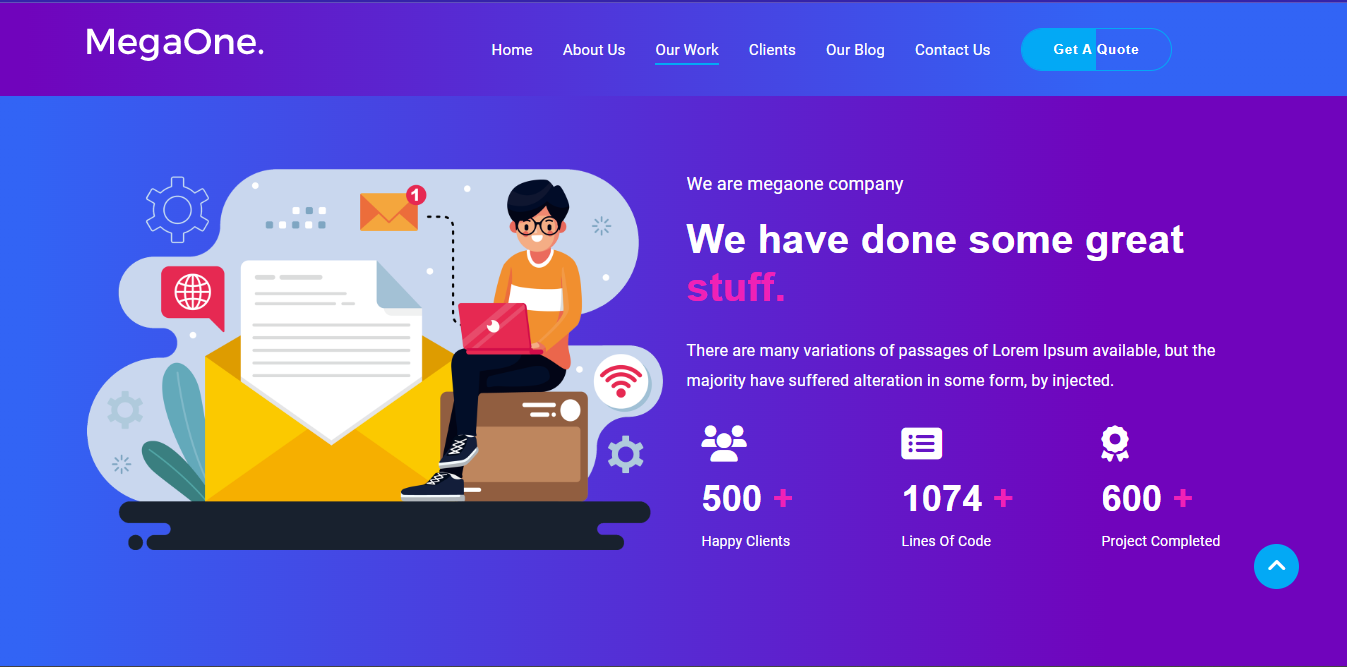 MegaOne.
Home
About Us
Our Work
Clients
Our Blog
Contact Us
Get A Quote
1
We are megaone company
We have done some great
stuff.
There are many variations of passages of Lorem Ipsum available, but the
majority have suffered alteration in some form, by injected.
500 +
1074 +
600 +
Happy Clients
Lines Of Code
Project Completed